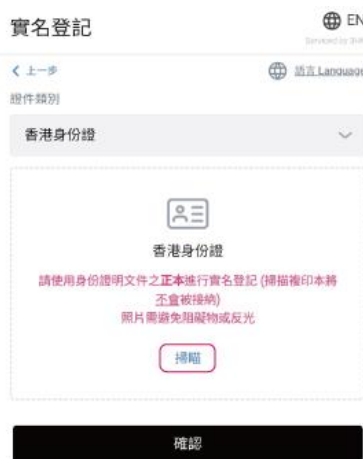 實名登記
EN
上一步
語言 Language
證件類別
香港身份證
香港身份證
請使用身份證明文件之正本進行實名登記 (掃描複印本將
不會被接納)
照片需避免阻礙物或反光
掃瞄
確認